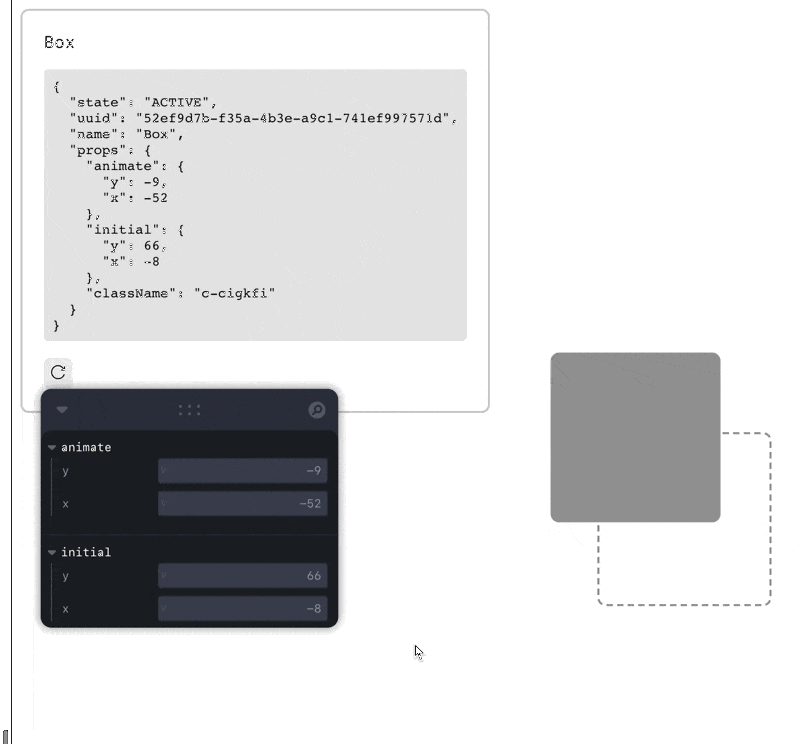 Box
{
"state": "ACTIVE",
"uuid": "52ef9d7b-f35a-4b3e-a9c1-741ef997571d",
"name": "Box",
"props": {
"animate": {
"y": -9,
"x": -52
},
"initial": {
"y": 66,
"x": -8
},
"className": "c-cigkfi"
}
}
animate
y -9
x -52
initial
y 66
x -8